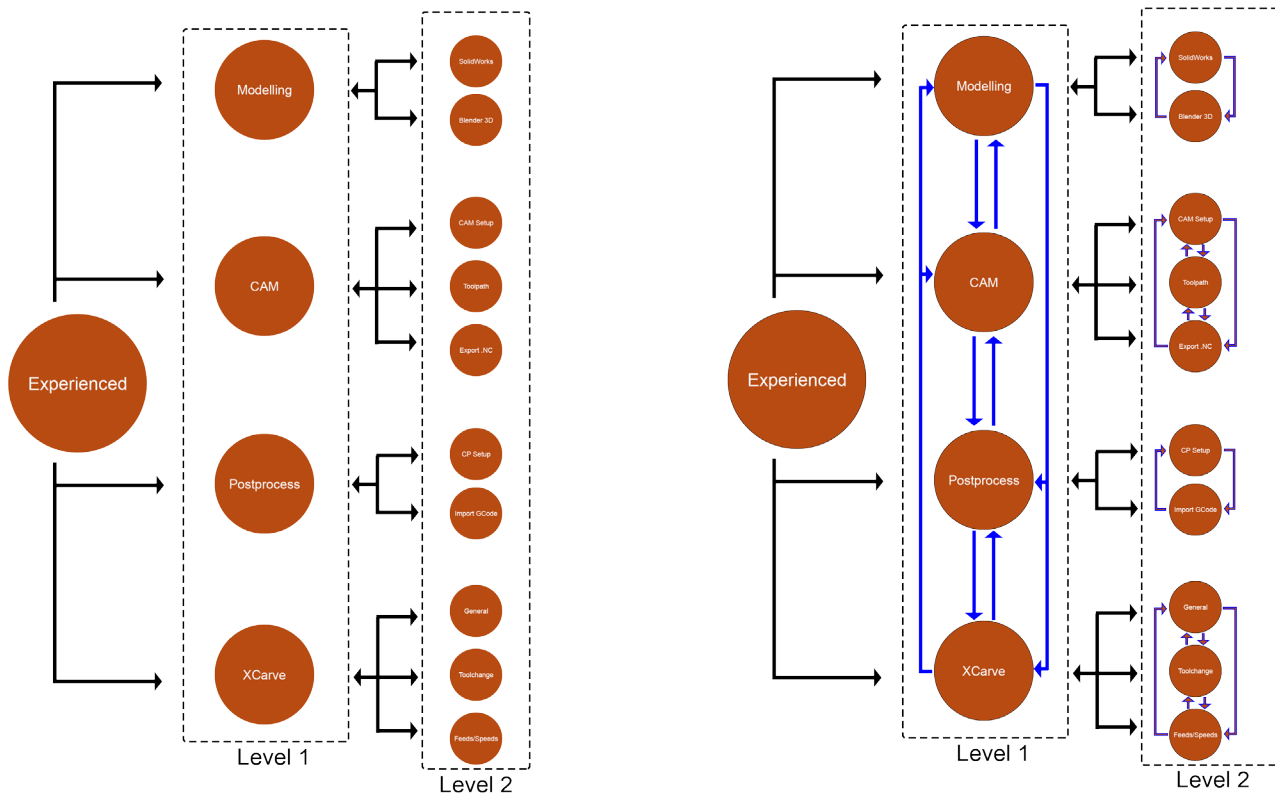 Experienced
Modelling
CAM
Postprocess
XCarve
Level 1
SolidWorks
Blender 3D
CAM Setup
Toolpath
Export .NC
CP Setup
Import GCode
General
Toolchange
Feeds/Speeds
Level 2
Experienced
Modelling
CAM
Postprocess
XCarve
Level 1
SolidWorks
Blender 3D
CAM Setup
Toolpath
Export .NC
CP Setup
Import GCode
General
Toolchange
Feeds/Speeds
Level 2